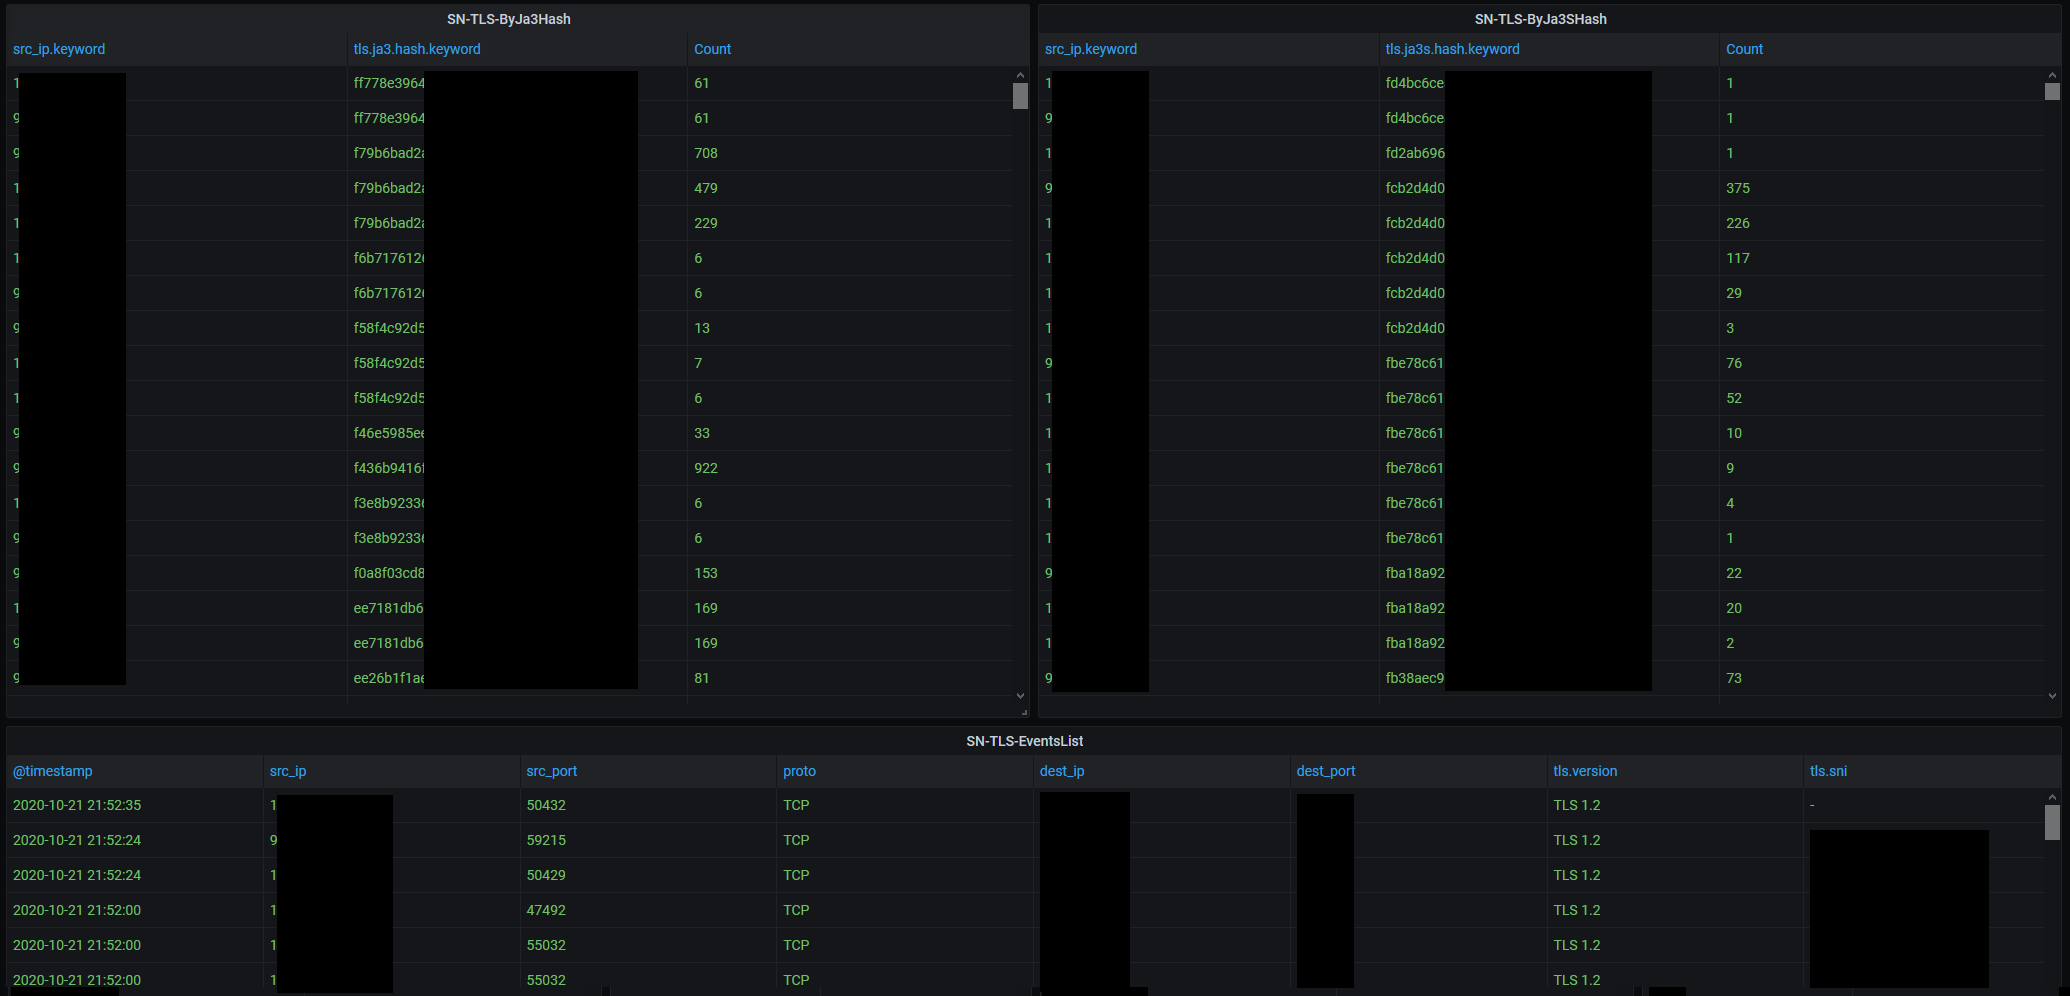 SN-TLS-ByJa3Hash
src_ip.keyword tls.ja3.hash.keyword Count
1 ff778e3964 61
9 ff778e3964 61
9 f79b6bad2a 708
1 f79b6bad2a 479
1 f79b6bad2a 229
1 f6b7176126 6
9 f6b7176126 6
9 f58f4c92d5 13
1 f58f4c92d5 7
1 f58f4c92d5 6
9 f46e5985ee 33
9 f436b9416f 922
1 f3e8b92336 6
9 f3e8b92336 6
9 f0a8f03cd8 153
1 ee7181db6 169
9 ee7181db6 169
9 ee26b1f1ae 81
SN-TLS-ByJa3SHash
src_ip.keyword tls.ja3s.hash.keyword Count
1 fd4bc6ce 1
9 fd4bc6ce 1
1 fd2ab696 1
9 fcb2d4d0 375
1 fcb2d4d0 226
1 fcb2d4d0 117
1 fcb2d4d0 29
1 fcb2d4d0 3
9 fbe78c61 76
1 fbe78c61 52
1 fbe78c61 10
1 fbe78c61 9
1 fbe78c61 4
1 fbe78c61 1
9 fba18a92 22
1 fba18a92 20
1 fba18a92 2
9 fb38aec9 73
SN-TLS-EventsList
@timestamp src_ip src_port proto dest_ip dest_port tls.version tls.sni
2020-10-21 21:52:35 1 50432 TCP TLS 1.2 -
2020-10-21 21:52:24 9 59215 TCP TLS 1.2
2020-10-21 21:52:24 1 50429 TCP TLS 1.2
2020-10-21 21:52:00 1 47492 TCP TLS 1.2
2020-10-21 21:52:00 1 55032 TCP TLS 1.2
2020-10-21 21:52:00 1 55032 TCP TLS 1.2